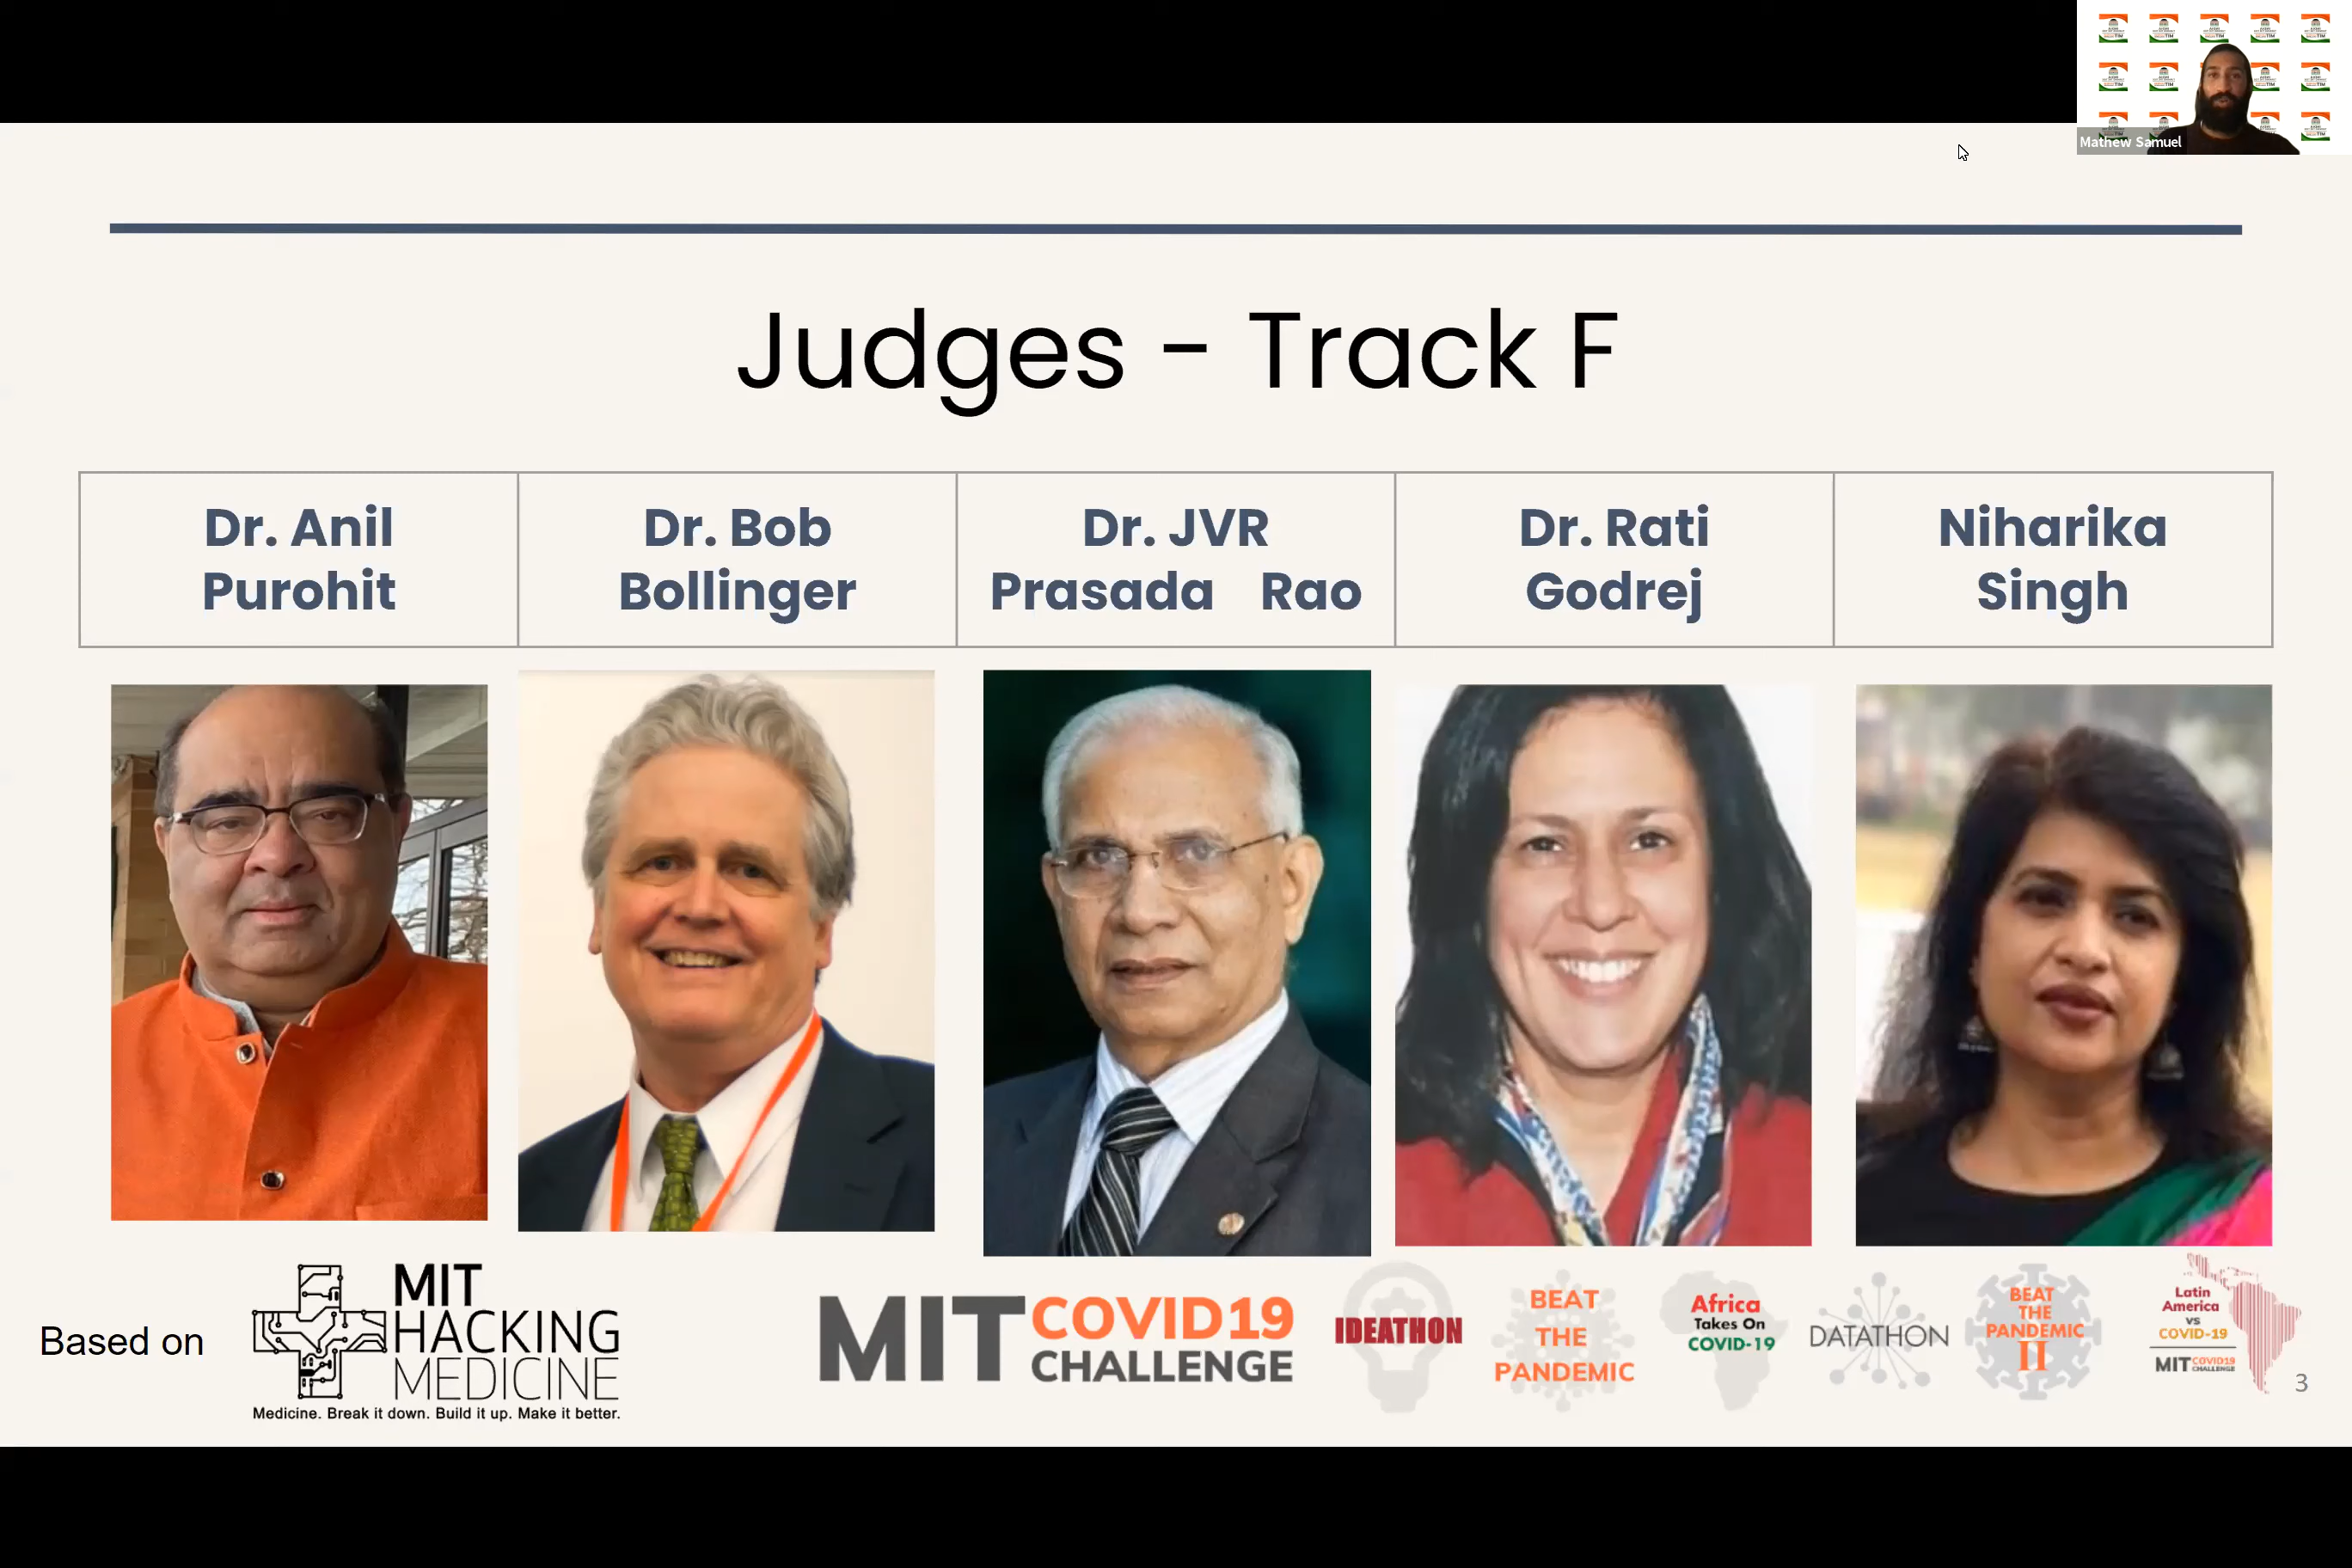 Mathew Samuel
Judges - Track F
Dr. Anil
Purohit
Dr. Bob
Bollinger
Dr. JVR
Prasada Rao
Dr. Rati
Godrej
Niharika
Singh
Based on
MIT
HACKING
MEDICINE
Medicine. Break it down. Build it up. Make it better.
MIT COVID19
CHALLENGE
IDEATHON
BEAT
THE
PANDEMIC
Africa
Takes On
COVID-19
DATATHON
BEAT
THE
PANDEMIC
II
Latin
America
vs
COVID-19
MIT COVID19
CHALLENGE
3